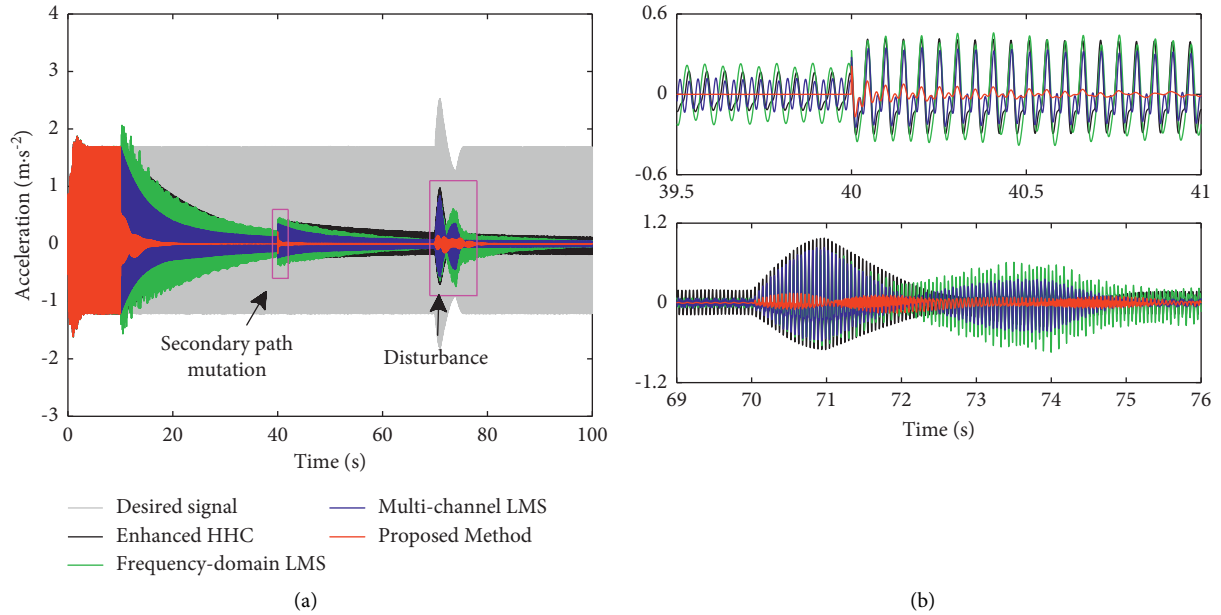 4
3
2
1
0
-1
-2
-3
Acceleration (m·s⁻²)
Secondary path
mutation
Disturbance
0
20
40
60
80
100
Time (s)
Desired signal
Enhanced HHC
Frequency-domain LMS
Multi-channel LMS
Proposed Method
(a)
0.6
0
-0.6
39.5
40
40.5
41
1.2
0
-1.2
69
70
71
72
73
74
75
76
Time (s)
(b)